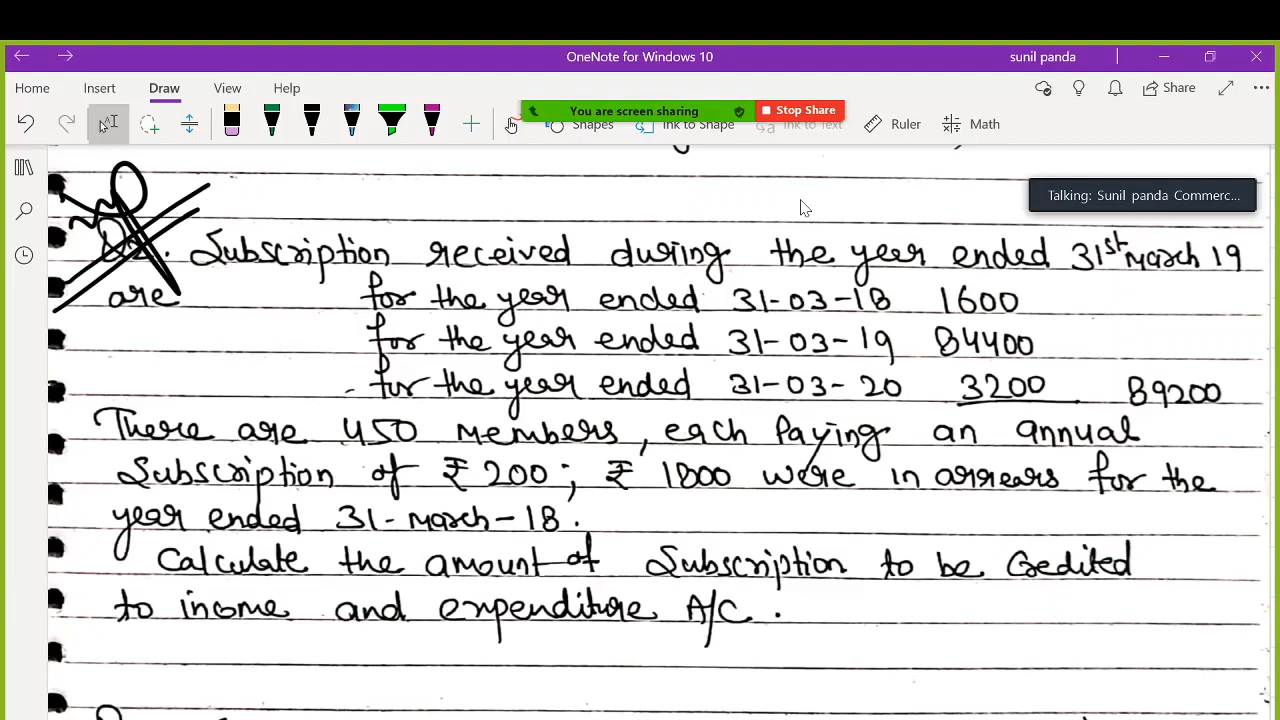 OneNote for Windows 10
sunil panda
Home Insert Draw View Help
Share
You are screen sharing
Stop Share
Shapes Ink to Shape Ink to Text Ruler Math
Talking: Sunil panda Commerc...
Subscription received during the year ended 31st March 19
are for the year ended 31-03-18 1600
for the year ended 31-03-19 84400
for the year ended 31-03-20 3200 89200
There are 450 members, each Paying an annual
Subscription of ₹ 200 ; ₹ 1800 were in arrears for the
year ended 31-march-18.
Calculate the amount of Subscription to be Credited
to income and expenditure A/C.